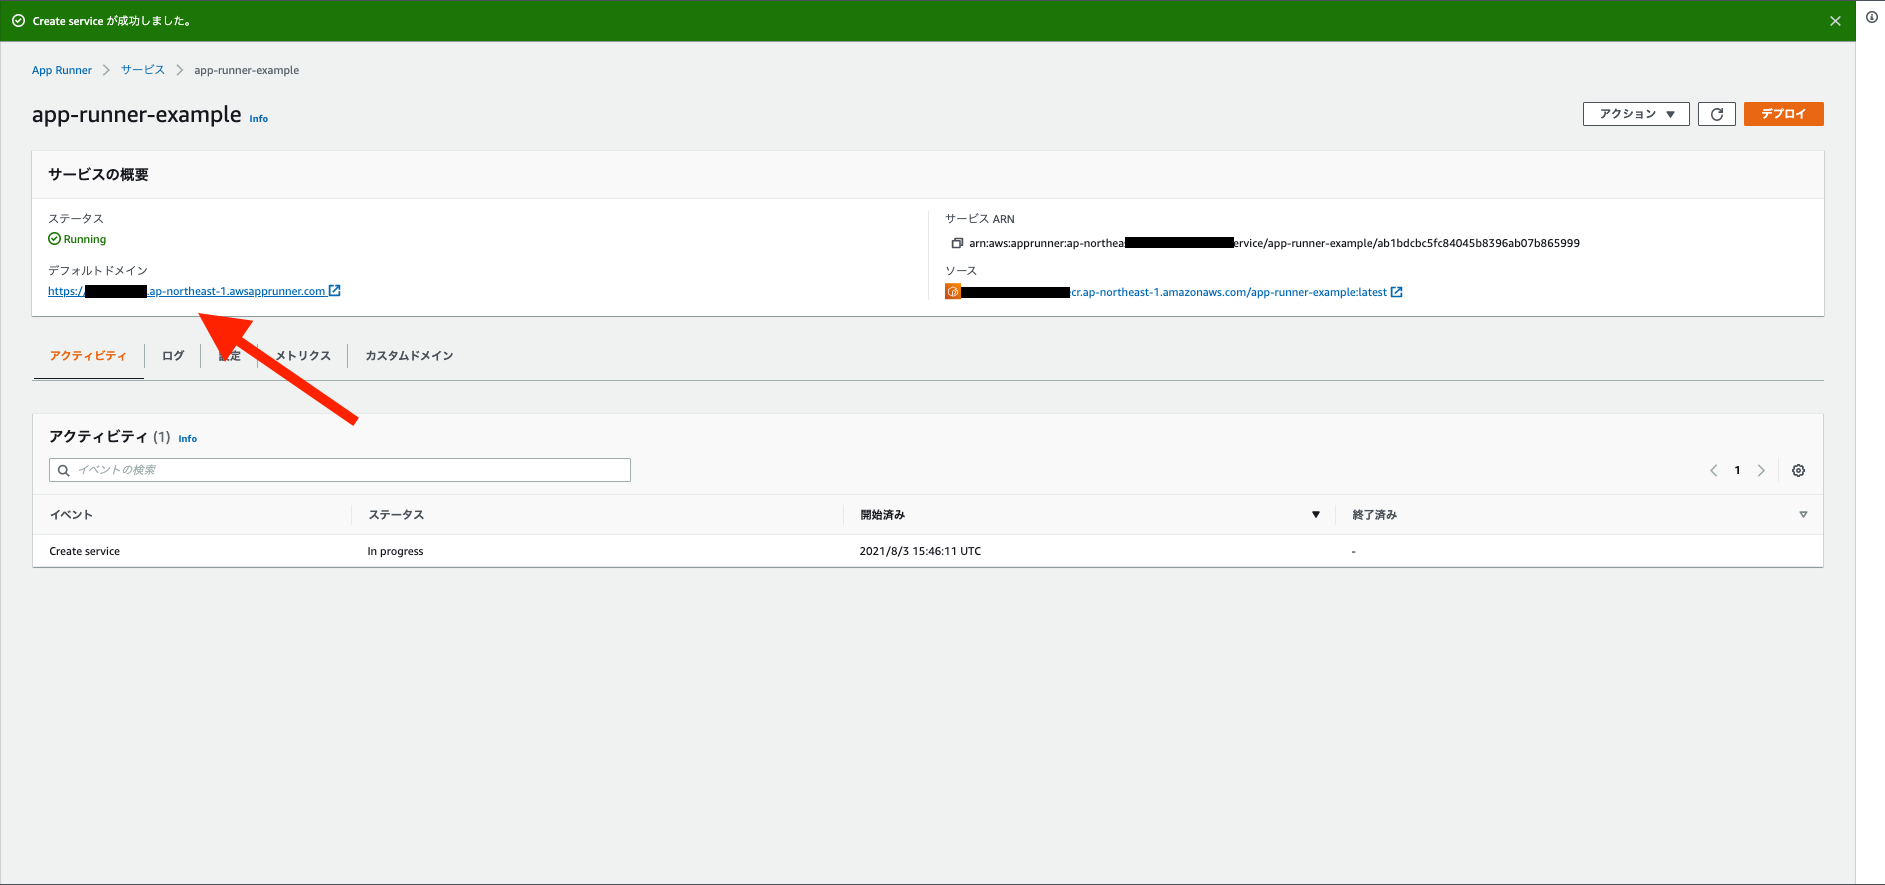 Create service が成功しました。
App Runner サービス app-runner-example
app-runner-example Info
アクション デプロイ
サービスの概要
ステータス
Running
デフォルトドメイン
https:/ .ap-northeast-1.awsapprunner.com
サービス ARN
arn:aws:apprunner:ap-northea ervice/app-runner-example/ab1bdcbc5fc84045b8396ab07b865999
ソース
cr.ap-northeast-1.amazonaws.com/app-runner-example:latest
アクティビティ ログ 設定 メトリクス カスタムドメイン
アクティビティ (1) Info
イベントの検索
1
イベント ステータス 開始済み 終了済み
Create service In progress 2021/8/3 15:46:11 UTC -